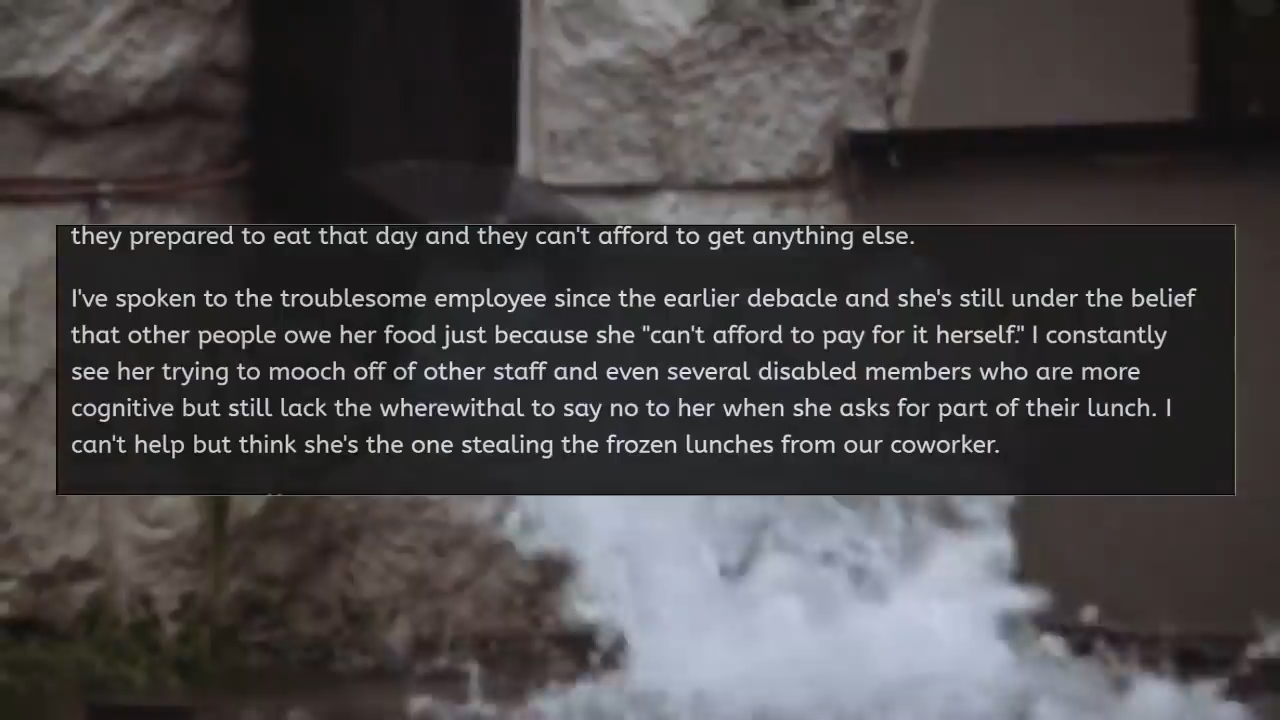 they prepared to eat that day and they can't afford to get anything else.
I've spoken to the troublesome employee since the earlier debacle and she's still under the belief
that other people owe her food just because she "can't afford to pay for it herself." I constantly
see her trying to mooch off of other staff and even several disabled members who are more
cognitive but still lack the wherewithal to say no to her when she asks for part of their lunch. I
can't help but think she's the one stealing the frozen lunches from our coworker.